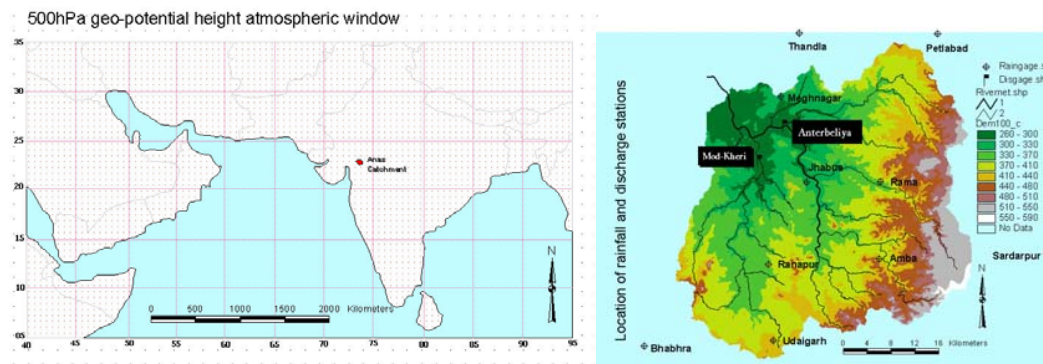 500hPa geo-potential height atmospheric window
35
30
25
20
15
10
05
40
45
50
55
60
65
70
75
80
85
90
95
Anas
Catchment
N
0 500 1000 1500 2000 Kilometers
Location of rainfall and discharge stations
Thandla
Petlabad
Meghnagar
Anterbeliya
Mod-Kheri
Jhabua
Rama
Ranapur
Amba
Sardarpur
Udaigarh
Bhabhra
Raingage.s
Disgage.sh
Rivernet.shp
1
2
Dem100_c
260 - 300
300 - 330
330 - 370
370 - 410
410 - 440
440 - 480
480 - 510
510 - 550
550 - 590
No Data
N
0 4 8 12 16 Kilometers